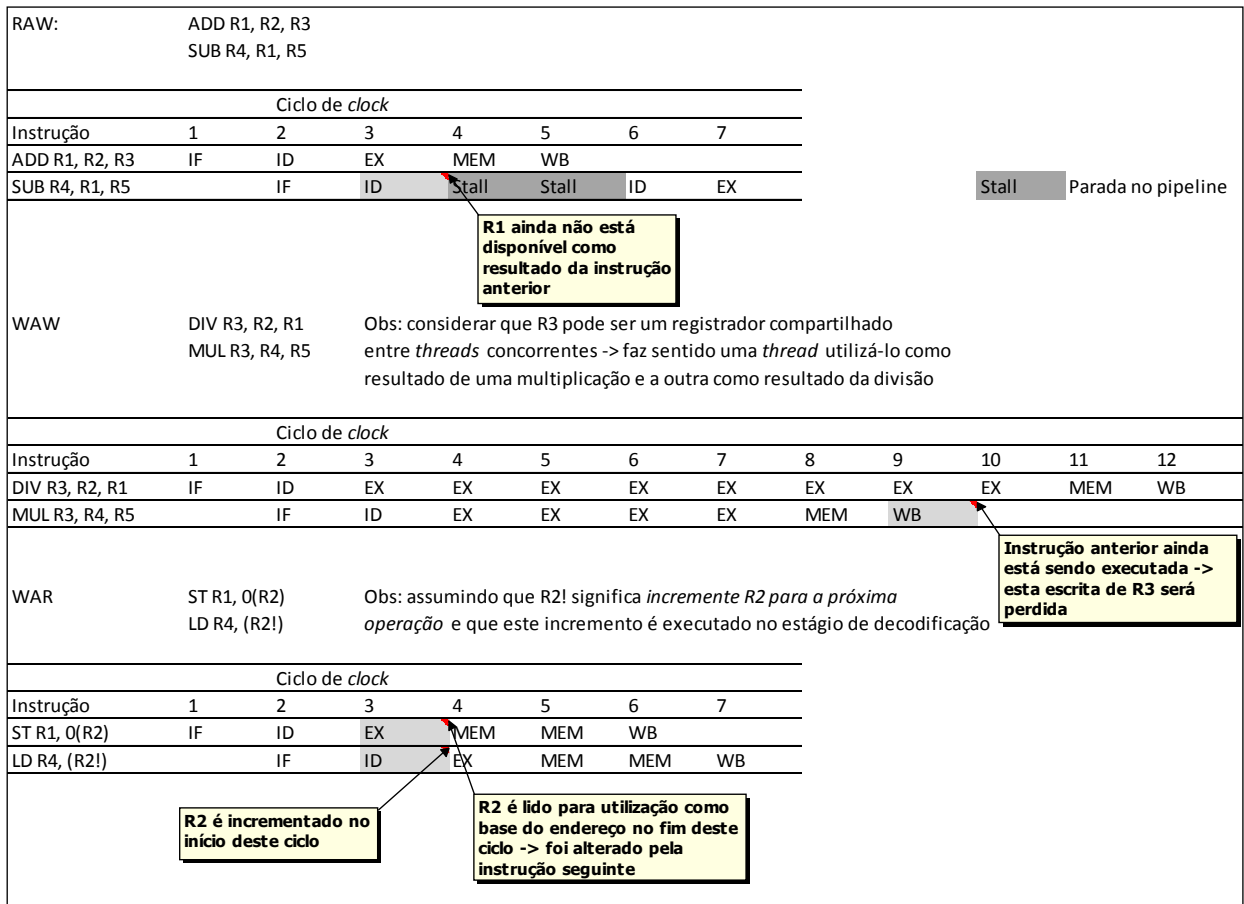 RAW: ADD R1, R2, R3
SUB R4, R1, R5
Ciclo de clock
Instrução 1 2 3 4 5 6 7
ADD R1, R2, R3 IF ID EX MEM WB
SUB R4, R1, R5 IF ID Stall Stall ID EX
Stall Parada no pipeline
R1 ainda não está
disponível como
resultado da instrução
anterior
WAW DIV R3, R2, R1 Obs: considerar que R3 pode ser um registrador compartilhado
MUL R3, R4, R5 entre threads concorrentes -> faz sentido uma thread utilizá-lo como
resultado de uma multiplicação e a outra como resultado da divisão
Ciclo de clock
Instrução 1 2 3 4 5 6 7 8 9 10 11 12
DIV R3, R2, R1 IF ID EX EX EX EX EX EX EX EX MEM WB
MUL R3, R4, R5 IF ID EX EX EX EX MEM WB
Instrução anterior ainda
está sendo executada ->
esta escrita de R3 será
perdida
WAR ST R1, 0(R2) Obs: assumindo que R2! significa incremente R2 para a próxima
LD R4, (R2!) operação e que este incremento é executado no estágio de decodificação
Ciclo de clock
Instrução 1 2 3 4 5 6 7
ST R1, 0(R2) IF ID EX MEM MEM WB
LD R4, (R2!) IF ID EX MEM MEM WB
R2 é incrementado no
início deste ciclo
R2 é lido para utilização como
base do endereço no fim deste
ciclo -> foi alterado pela
instrução seguinte